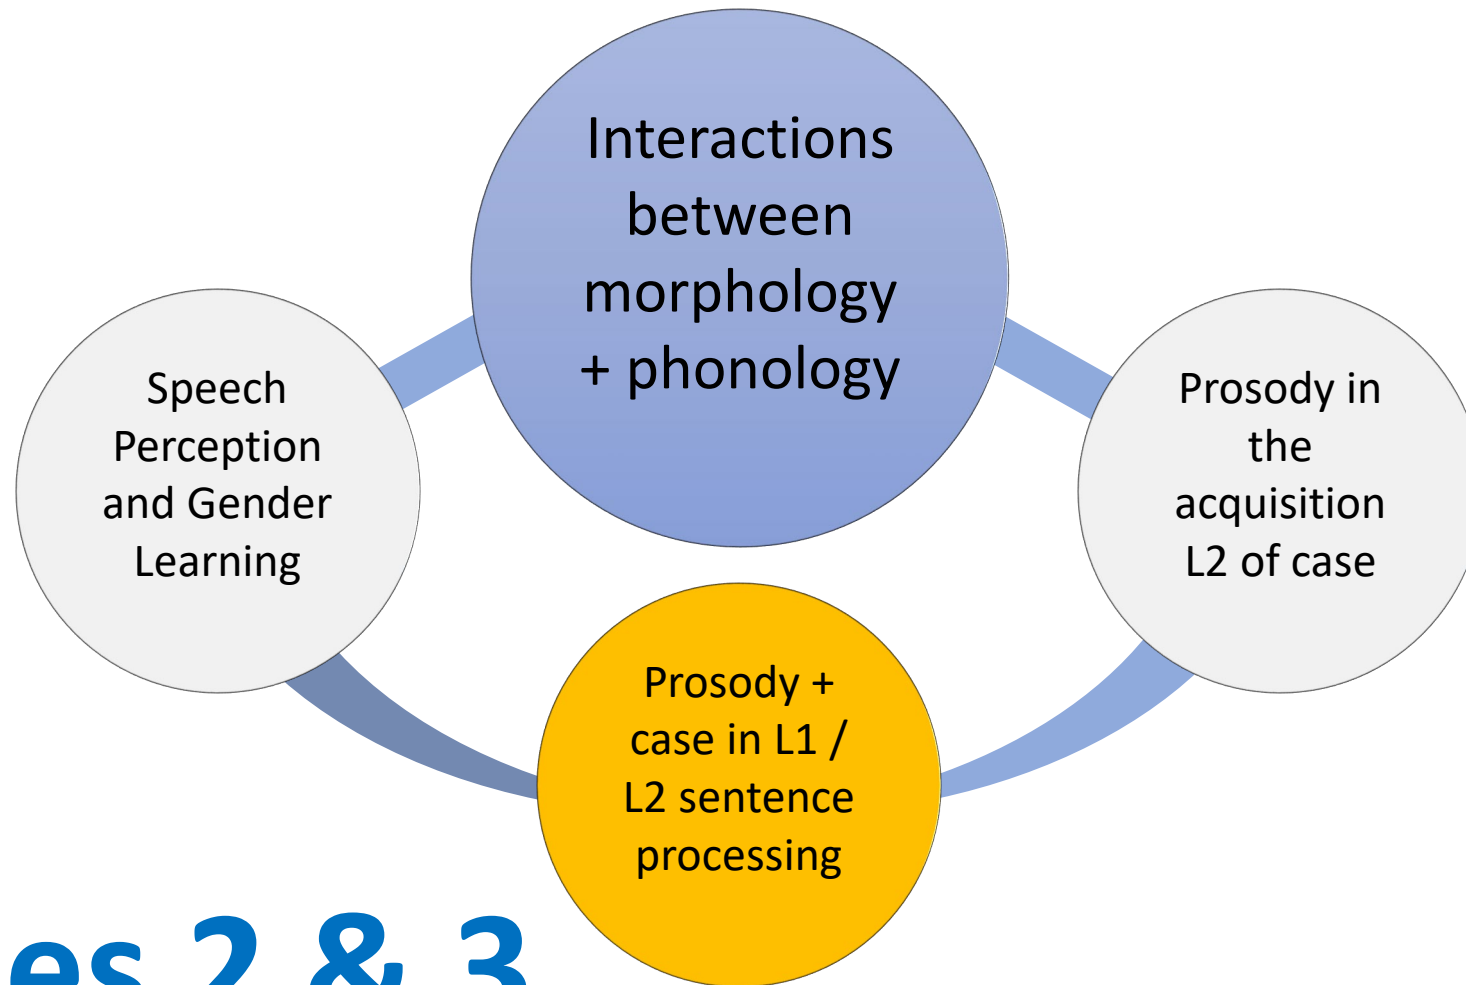 Interactions
between
morphology
+ phonology
Speech
Perception
and Gender
Learning
Prosody in
the
acquisition
L2 of case
Prosody +
case in L1 /
L2 sentence
processing
es 2 & 3